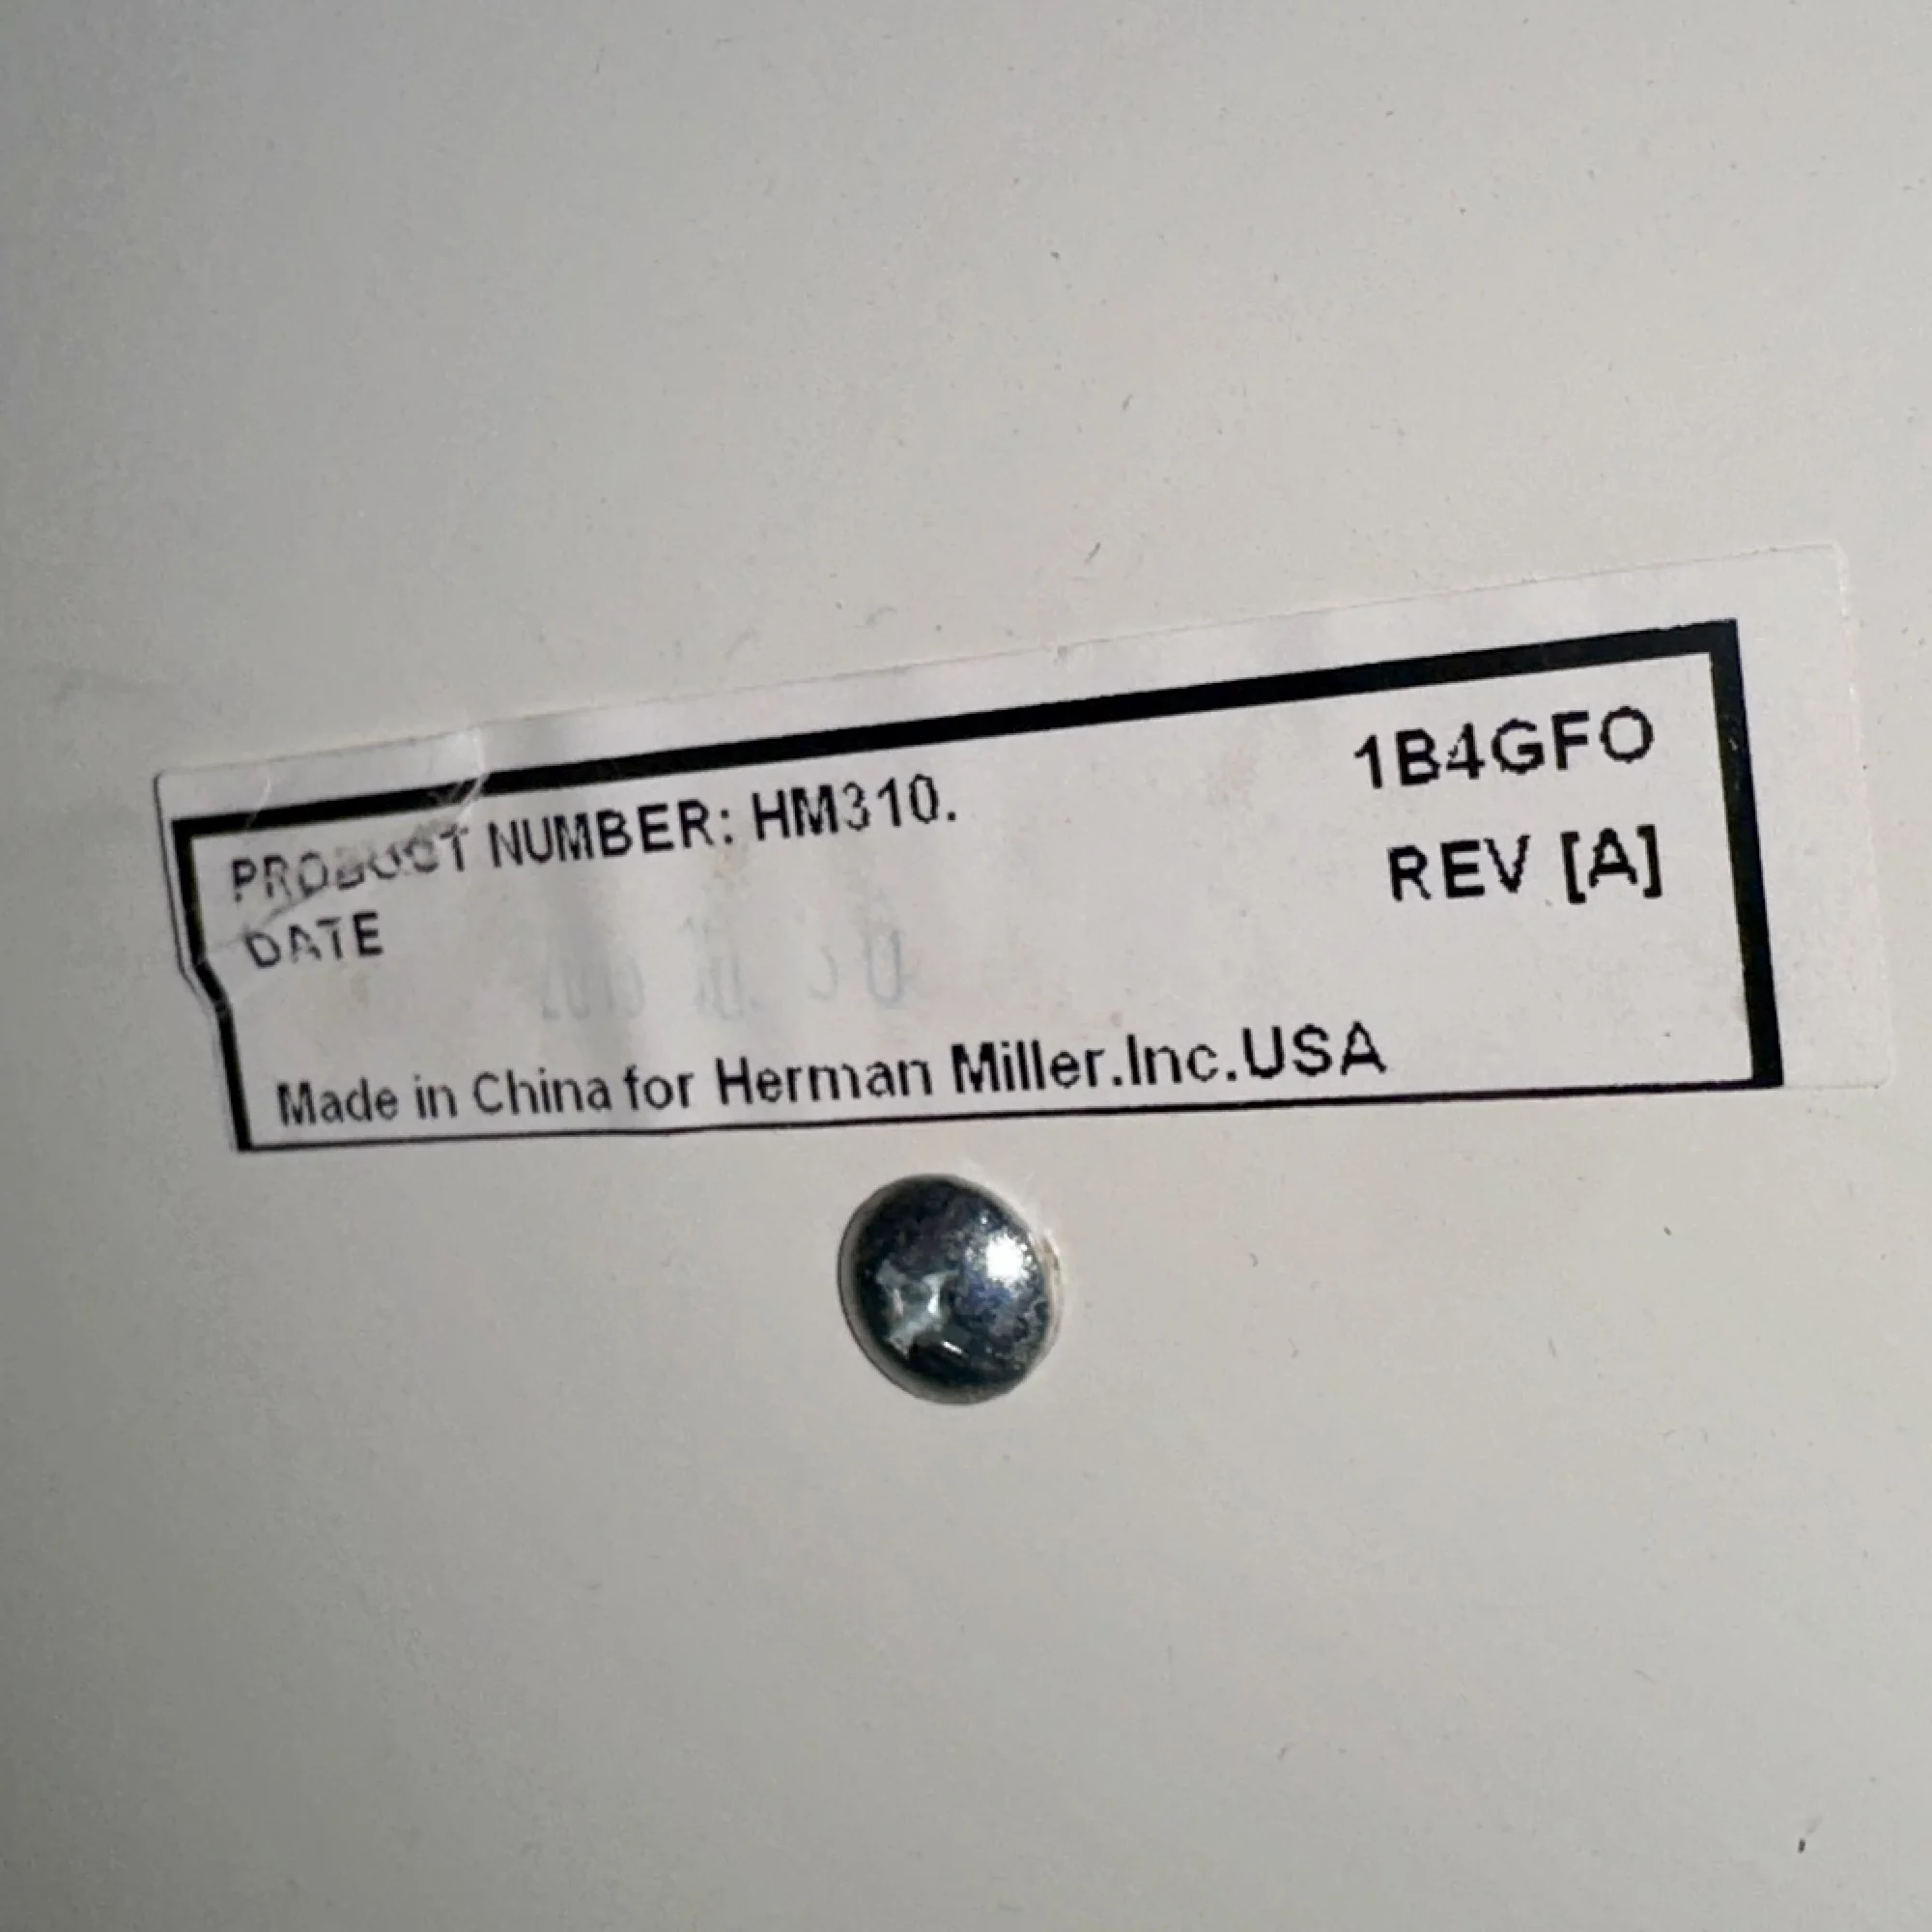 PRODUCT NUMBER: HM310.
1B4GFO
REV [A]
DATE
Made in China for Herman Miller.Inc.USA